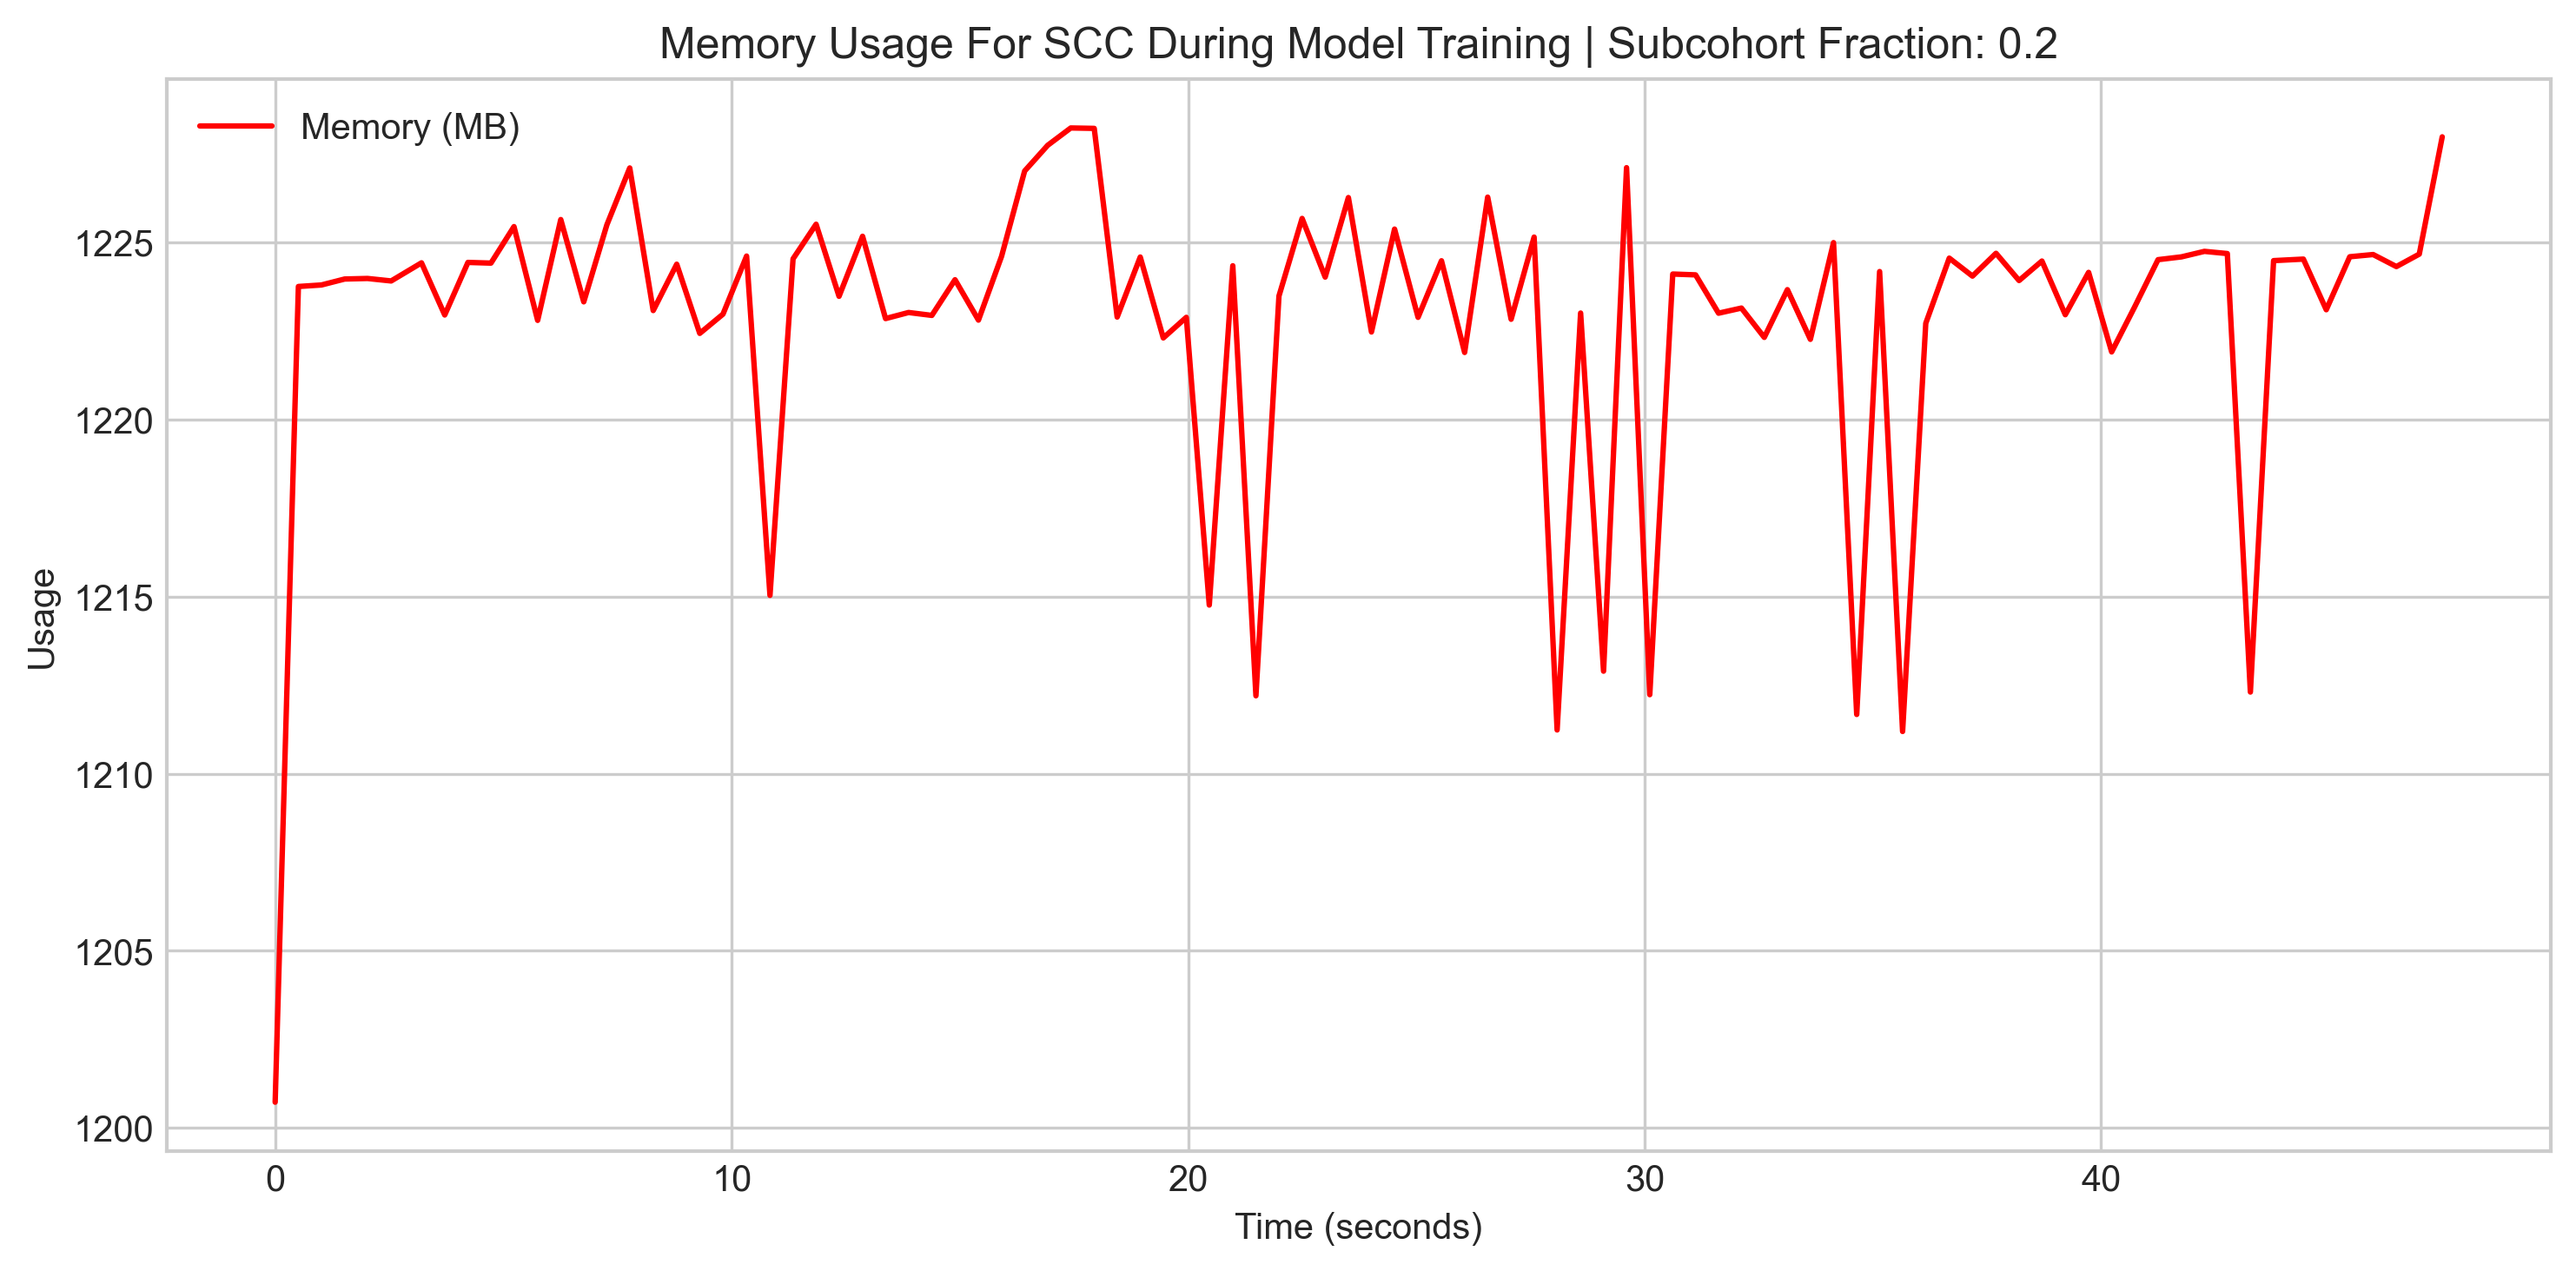 Memory Usage For SCC During Model Training | Subcohort Fraction: 0.2
Memory (MB)
1225
1220
1215
1210
1205
1200
Usage
0 10 20 30 40
Time (seconds)